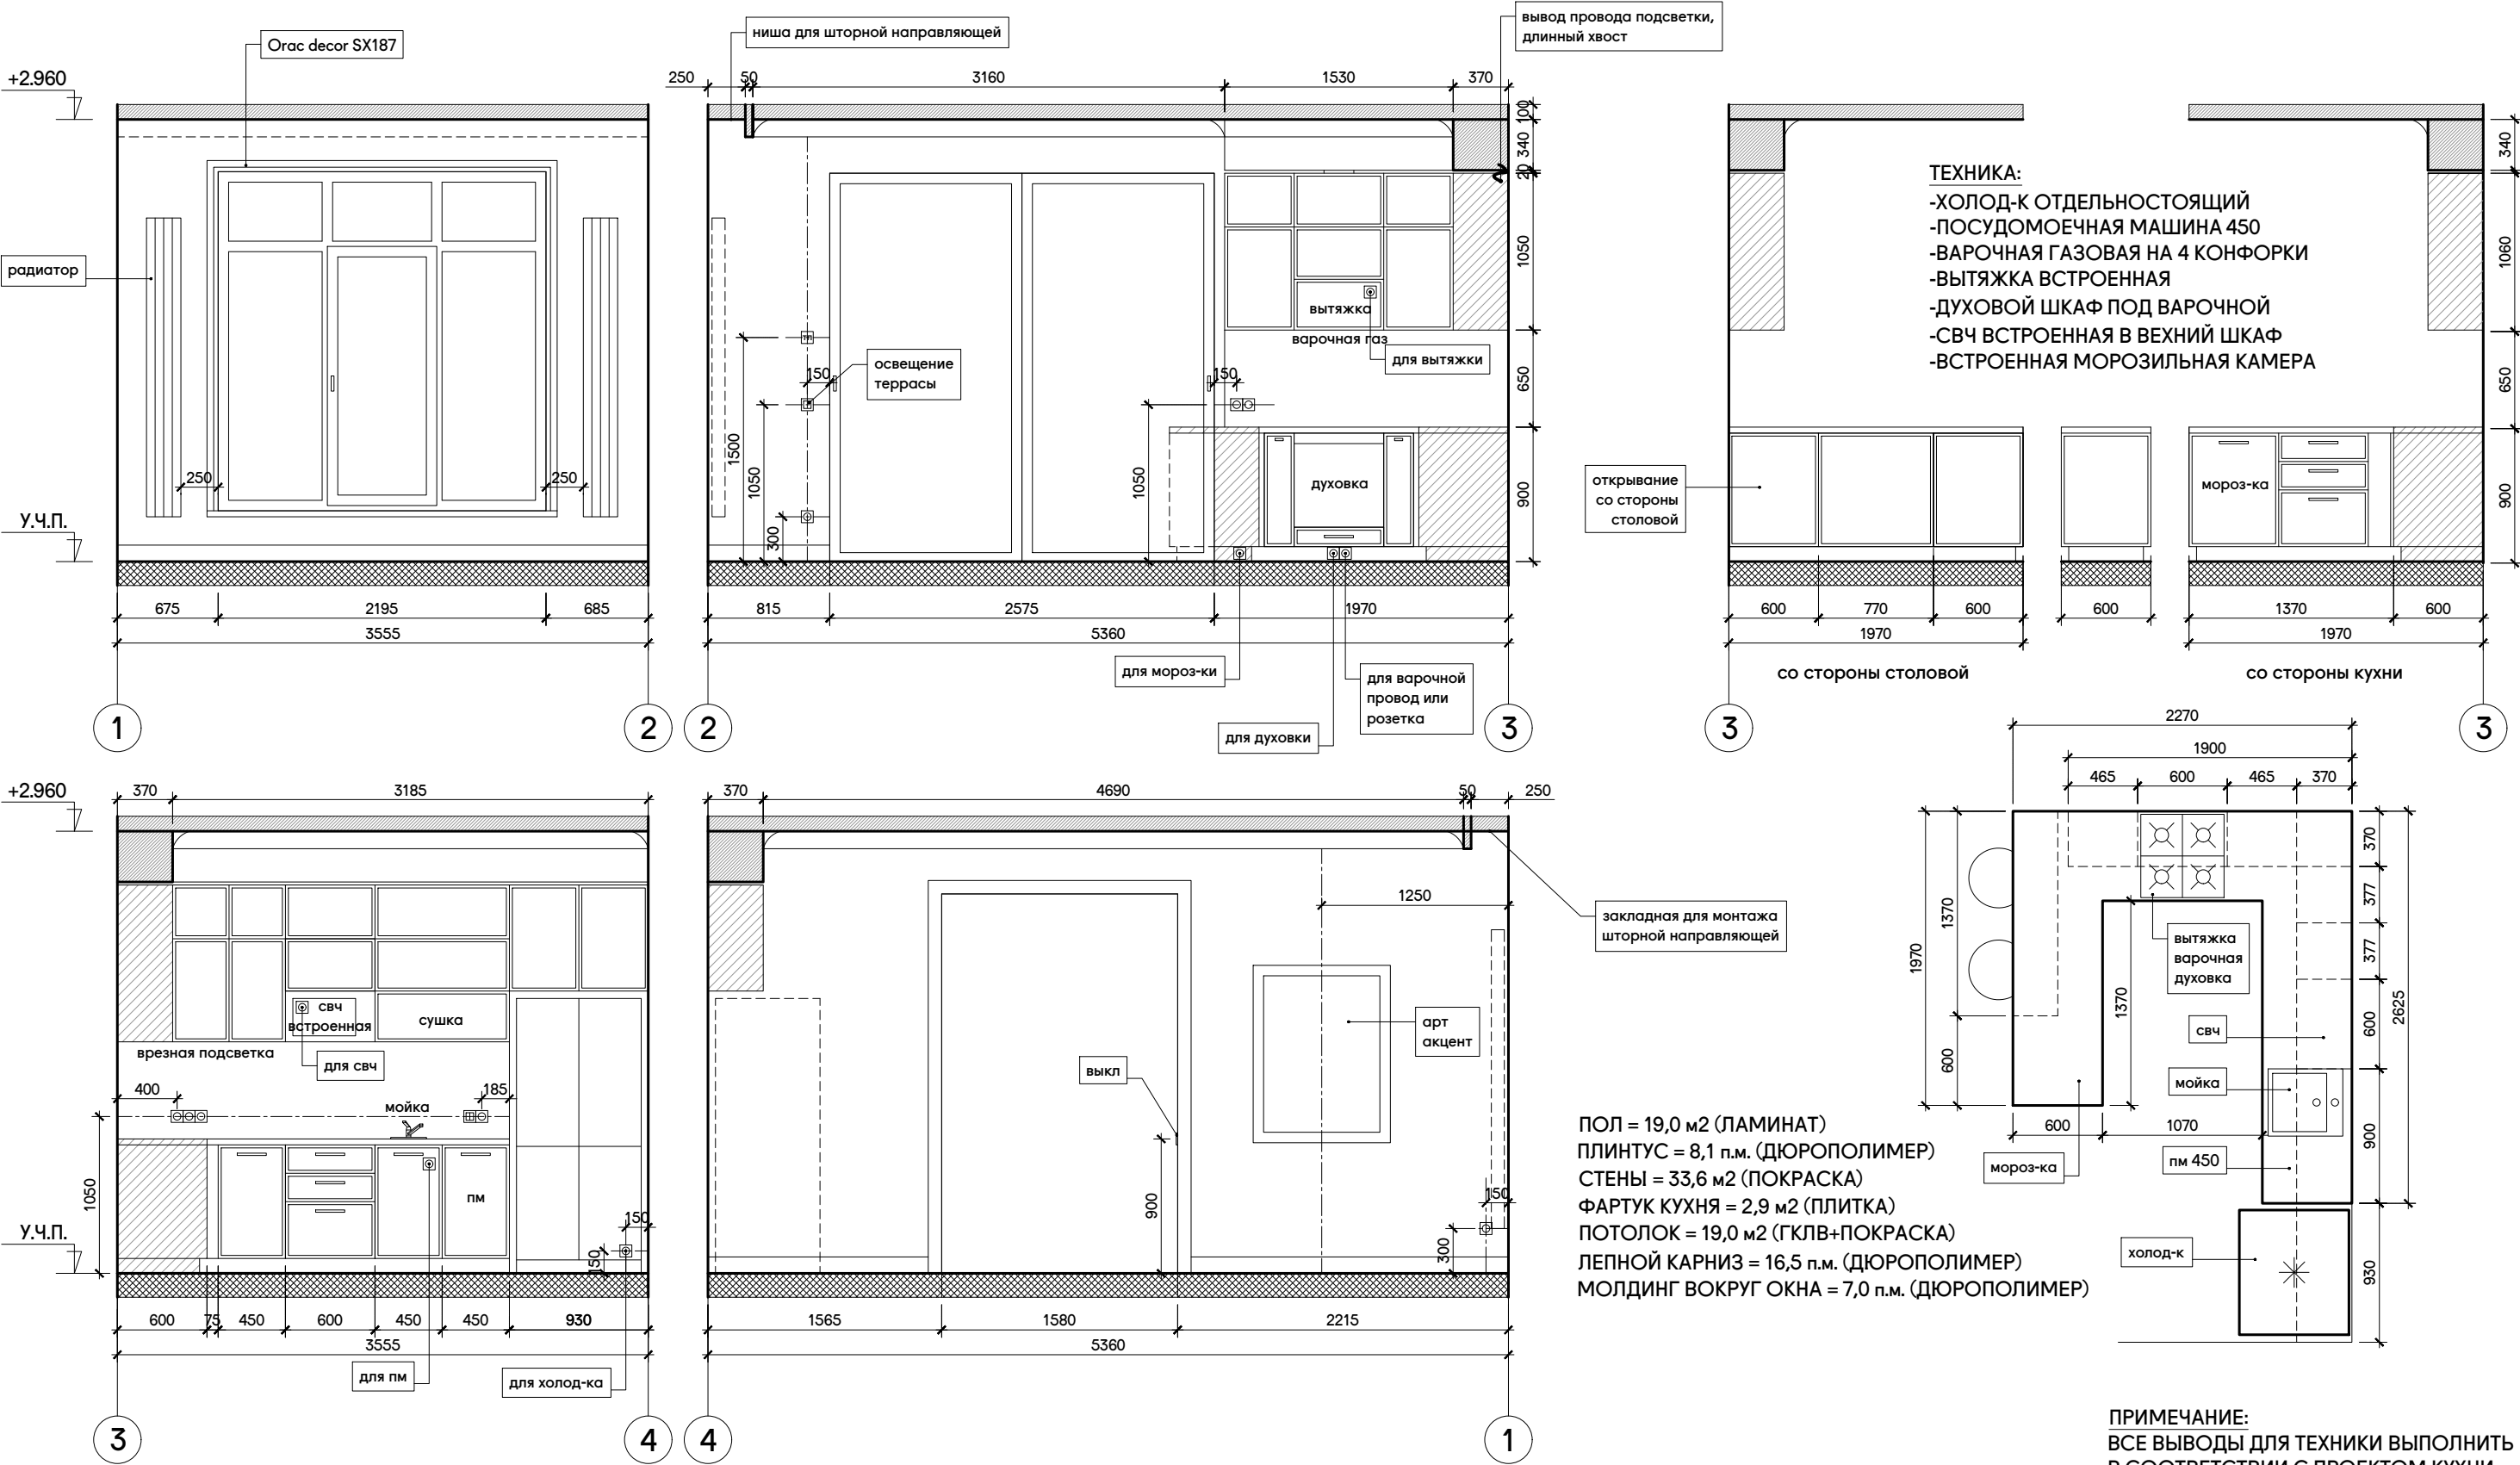 Orac decor SX187
+2.960
радиатор
250
250
У.Ч.П.
675
2195
685
3555
1
2
ниша для шторной направляющей
вывод провода подсветки,
длинный хвост
250
50
3160
1530
370
100
340
20
1050
650
900
вытяжка
варочная газ
для вытяжки
освещение
террасы
тп
150
150
1500
1050
300
1050
духовка
815
2575
1970
5360
для мороз-ки
для варочной
провод или
розетка
для духовки
2
3
ТЕХНИКА:
-ХОЛОД-К ОТДЕЛЬНОСТОЯЩИЙ
-ПОСУДОМОЕЧНАЯ МАШИНА 450
-ВАРОЧНАЯ ГАЗОВАЯ НА 4 КОНФОРКИ
-ВЫТЯЖКА ВСТРОЕННАЯ
-ДУХОВОЙ ШКАФ ПОД ВАРОЧНОЙ
-СВЧ ВСТРОЕННАЯ В ВЕХНИЙ ШКАФ
-ВСТРОЕННАЯ МОРОЗИЛЬНАЯ КАМЕРА
340
1060
650
900
открывание
со стороны
столовой
мороз-ка
600
770
600
600
1370
600
1970
1970
со стороны столовой
со стороны кухни
3
3
+2.960
370
3185
свч
встроенная
сушка
врезная подсветка
для свч
400
185
мойка
1050
пм
150
150
У.Ч.П.
600
75
450
600
450
450
930
3555
для пм
для холод-ка
3
4
370
4690
50
250
1250
закладная для монтажа
шторной направляющей
арт
акцент
выкл
900
150
300
1565
1580
2215
5360
4
1
ПОЛ = 19,0 м2 (ЛАМИНАТ)
ПЛИНТУС = 8,1 п.м. (ДЮРОПОЛИМЕР)
СТЕНЫ = 33,6 м2 (ПОКРАСКА)
ФАРТУК КУХНЯ = 2,9 м2 (ПЛИТКА)
ПОТОЛОК = 19,0 м2 (ГКЛВ+ПОКРАСКА)
ЛЕПНОЙ КАРНИЗ = 16,5 п.м. (ДЮРОПОЛИМЕР)
МОЛДИНГ ВОКРУГ ОКНА = 7,0 п.м. (ДЮРОПОЛИМЕР)
2270
1900
465
600
465
370
370
377
377
600
900
930
2625
1970
1370
600
1370
вытяжка
варочная
духовка
свч
мойка
600
1070
мороз-ка
пм 450
холод-к
ПРИМЕЧАНИЕ:
ВСЕ ВЫВОДЫ ДЛЯ ТЕХНИКИ ВЫПОЛНИТЬ
В СООТВЕТСТВИИ С ПРОЕКТОМ КУХНИ